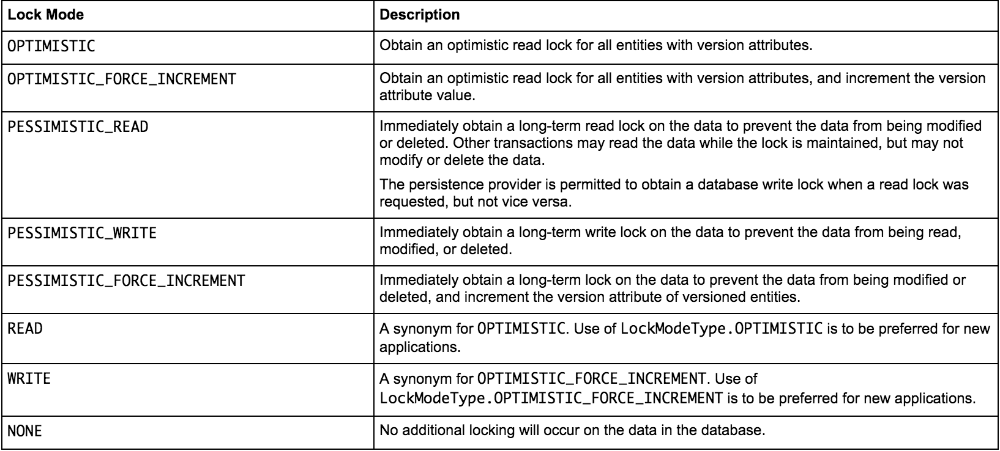 Lock Mode
Description
OPTIMISTIC
Obtain an optimistic read lock for all entities with version attributes.
OPTIMISTIC_FORCE_INCREMENT
Obtain an optimistic read lock for all entities with version attributes, and increment the version
attribute value.
PESSIMISTIC_READ
Immediately obtain a long-term read lock on the data to prevent the data from being modified
or deleted. Other transactions may read the data while the lock is maintained, but may not
modify or delete the data.
The persistence provider is permitted to obtain a database write lock when a read lock was
requested, but not vice versa.
PESSIMISTIC_WRITE
Immediately obtain a long-term write lock on the data to prevent the data from being read,
modified, or deleted.
PESSIMISTIC_FORCE_INCREMENT
Immediately obtain a long-term lock on the data to prevent the data from being modified or
deleted, and increment the version attribute of versioned entities.
READ
A synonym for OPTIMISTIC. Use of LockModeType.OPTIMISTIC is to be preferred for new
applications.
WRITE
A synonym for OPTIMISTIC_FORCE_INCREMENT. Use of
LockModeType.OPTIMISTIC_FORCE_INCREMENT is to be preferred for new applications.
NONE
No additional locking will occur on the data in the database.